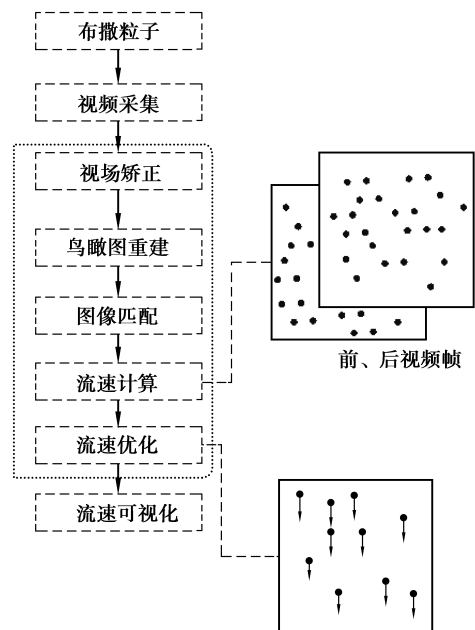 布撒粒子
视频采集
视场矫正
鸟瞰图重建
图像匹配
流速计算
流速优化
流速可视化
前、后视频帧